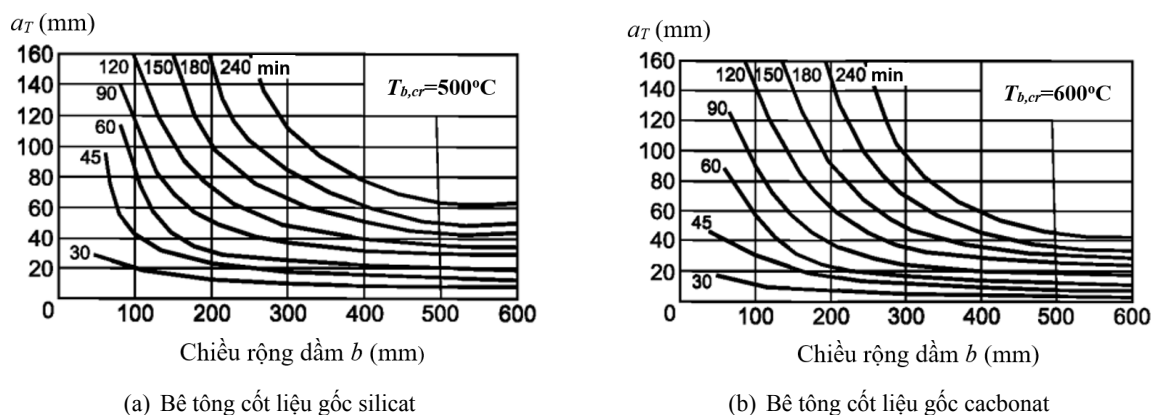 a_T (mm)
160
140
120
100
80
60
40
20
0
100 200 300 400 500 600
120 150 180 240 min
90
60
45
30
T_b,cr=500°C
Chiều rộng dầm b (mm)
(a) Bê tông cốt liệu gốc silicat
a_T (mm)
160
140
120
100
80
60
40
20
0
100 200 300 400 500 600
120 150 180 240 min
90
60
45
30
T_b,cr=600°C
Chiều rộng dầm b (mm)
(b) Bê tông cốt liệu gốc cacbonat